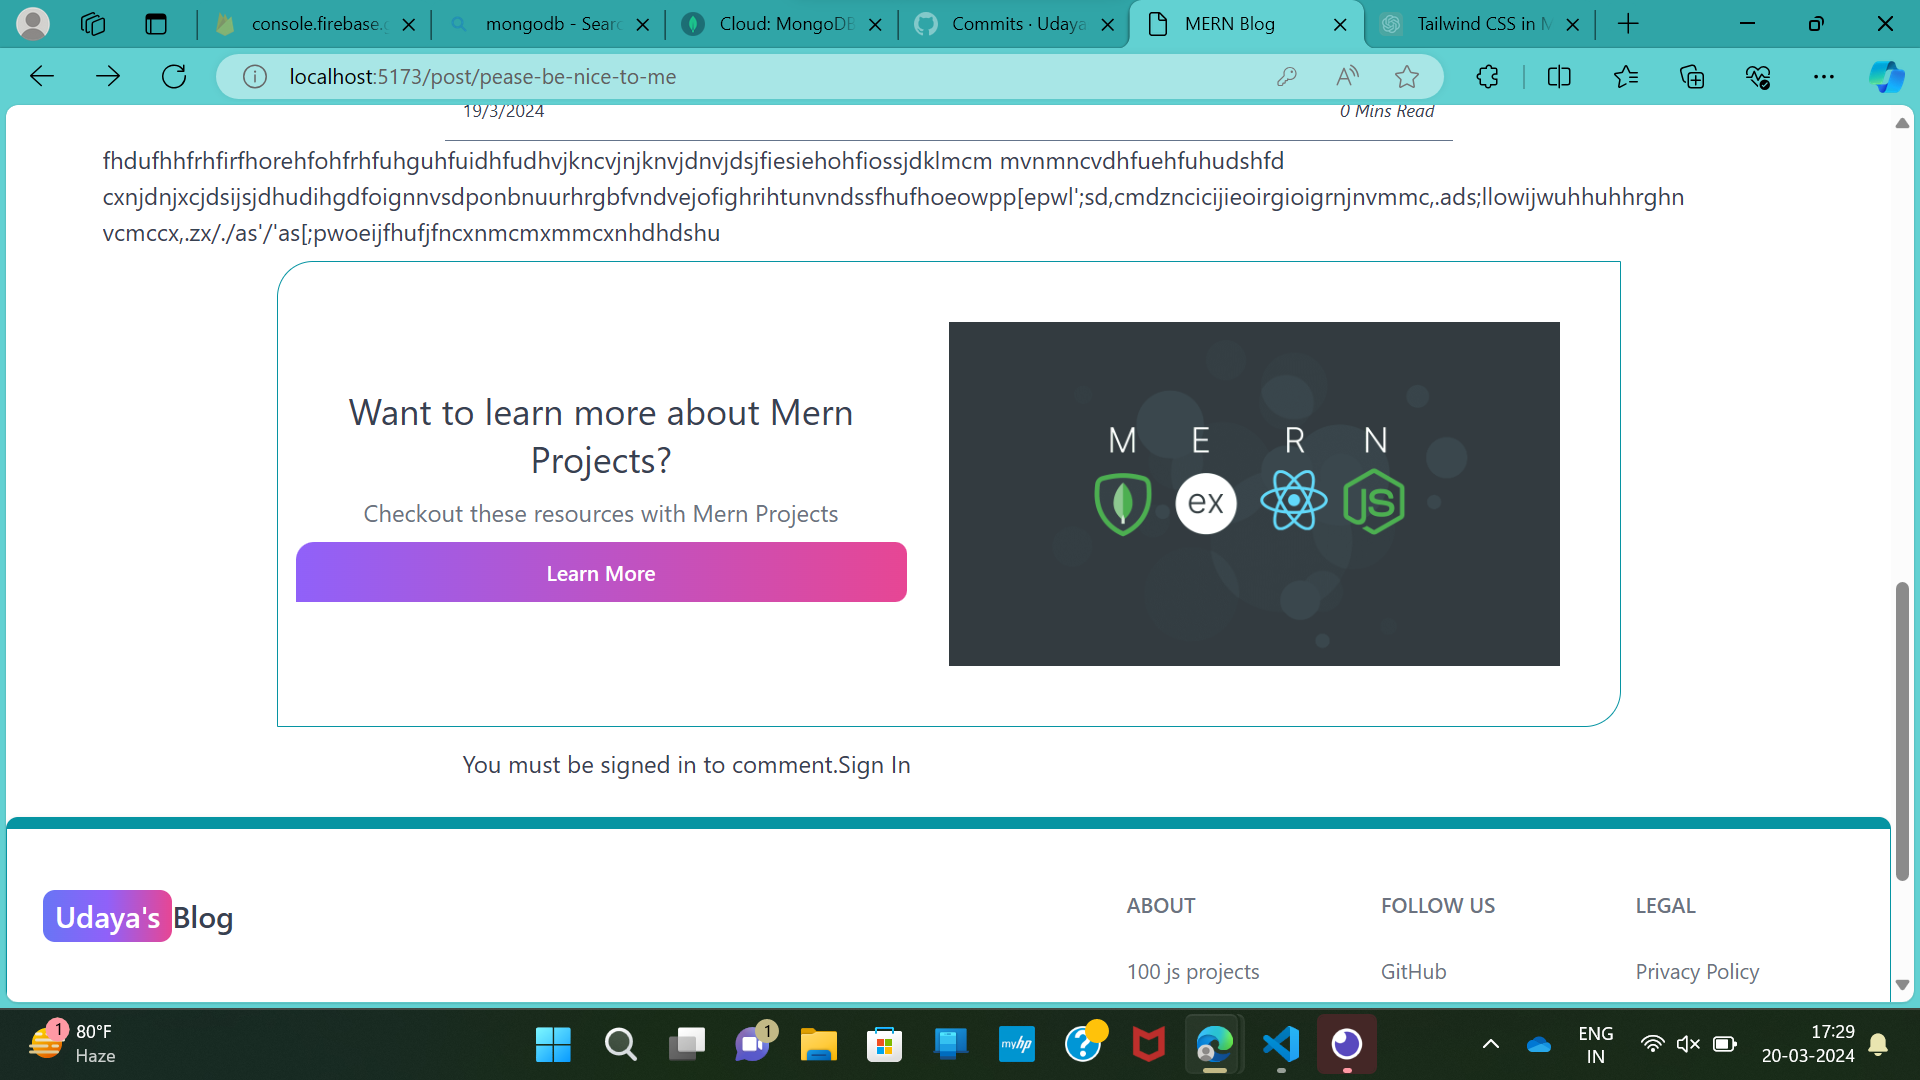 console.firebase.g
mongodb - Searc
Cloud: MongoDB
Commits · Udaya
MERN Blog
Tailwind CSS in M
localhost:5173/post/pease-be-nice-to-me
19/3/2024
0 Mins Read
fhdufhhfrhfirfhorehfohfrhfuhguhfuidhfudhvjkncvjnjknvjdnvjdsjfiesiehohfiossjdklmcm mvnmncvdhfuehfuhudshfd
cxnjdnjxcjdsijsjdhudihgdfoignnvsdponbnuurhrgbfvndvejofighrihtunvndssfhufhoeowpp[epwl';sd,cmdzncicijieoirgioigrnjnvmmc,.ads;llowijwuhhuhhrghn
vcmccx,.zx/./as'/'as[;pwoeijfhufjfncxnmcmxmmcxnhdhdshu
Want to learn more about Mern
Projects?
Checkout these resources with Mern Projects
Learn More
M E R N
ex
JS
You must be signed in to comment.Sign In
Udaya's Blog
ABOUT
FOLLOW US
LEGAL
100 js projects
GitHub
Privacy Policy
1
80°F
Haze
1
myhp
?
ENG
IN
17:29
20-03-2024